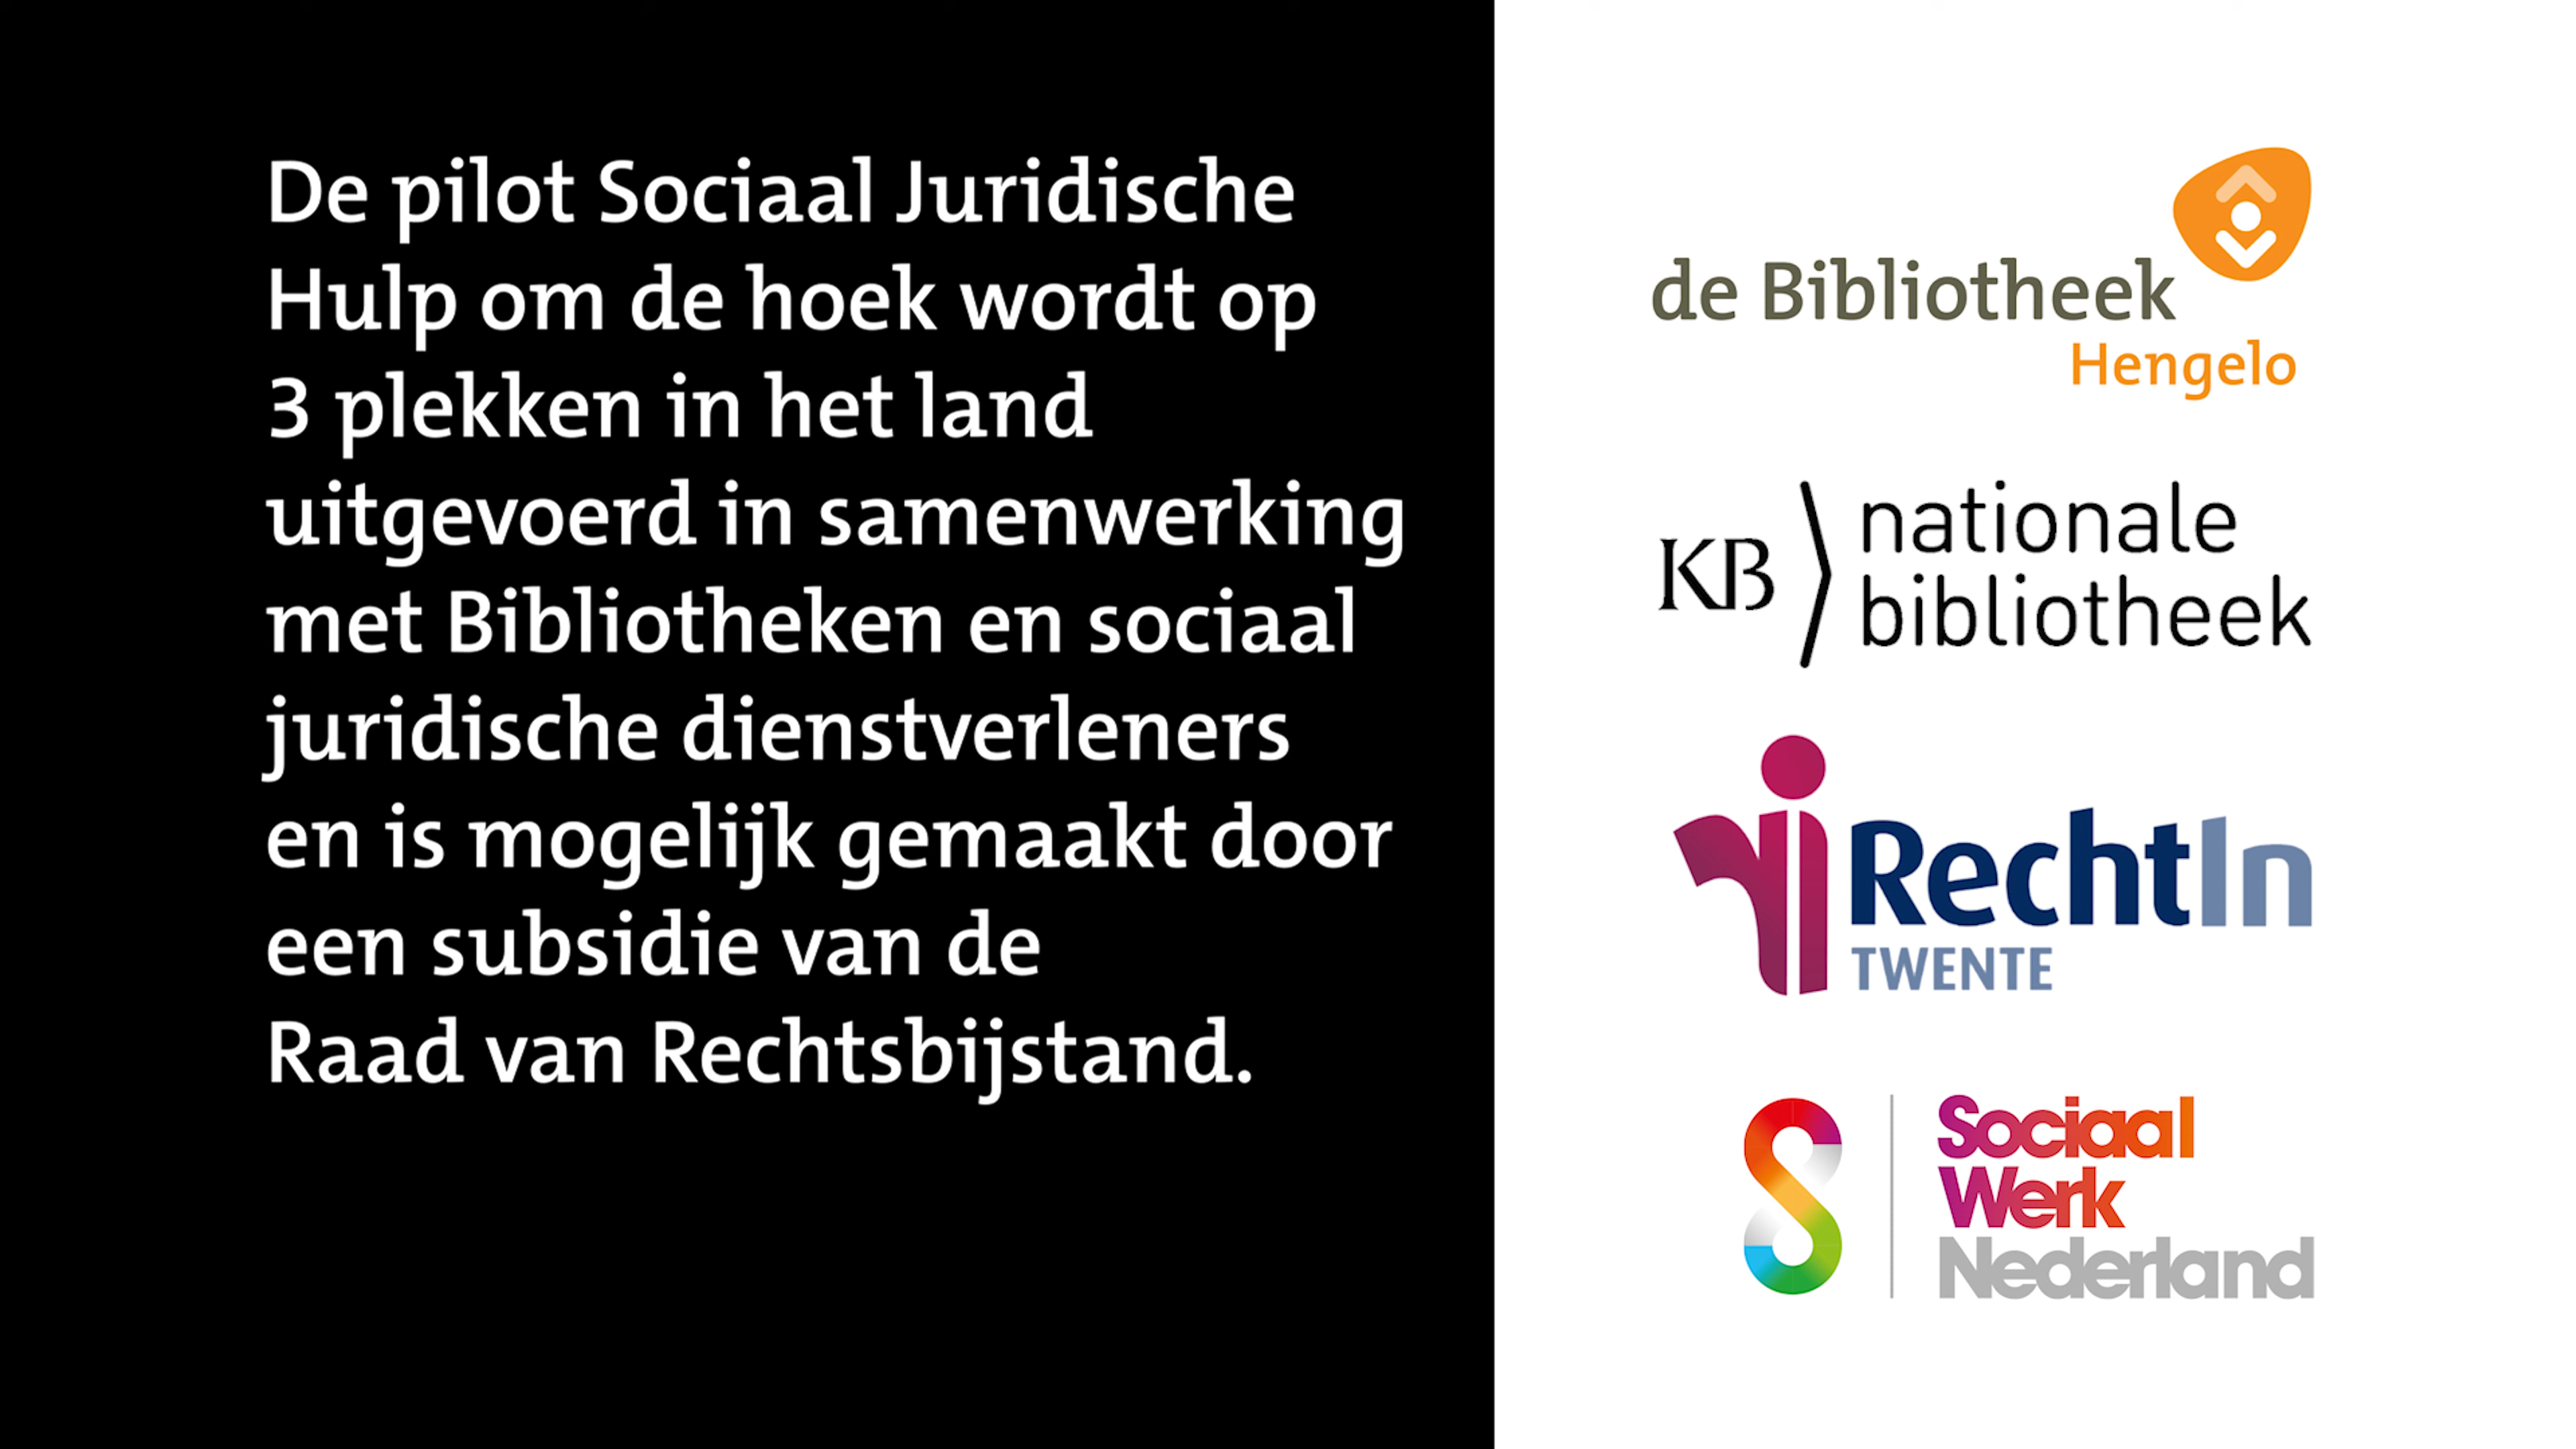 De pilot Sociaal Juridische
Hulp om de hoek wordt op
3 plekken in het land
uitgevoerd in samenwerking
met Bibliotheken en sociaal
juridische dienstverleners
en is mogelijk gemaakt door
een subsidie van de
Raad van Rechtsbijstand.
de Bibliotheek
Hengelo
KB
nationale
bibliotheek
RechtIn
TWENTE
Sociaal
Werk
Nederland